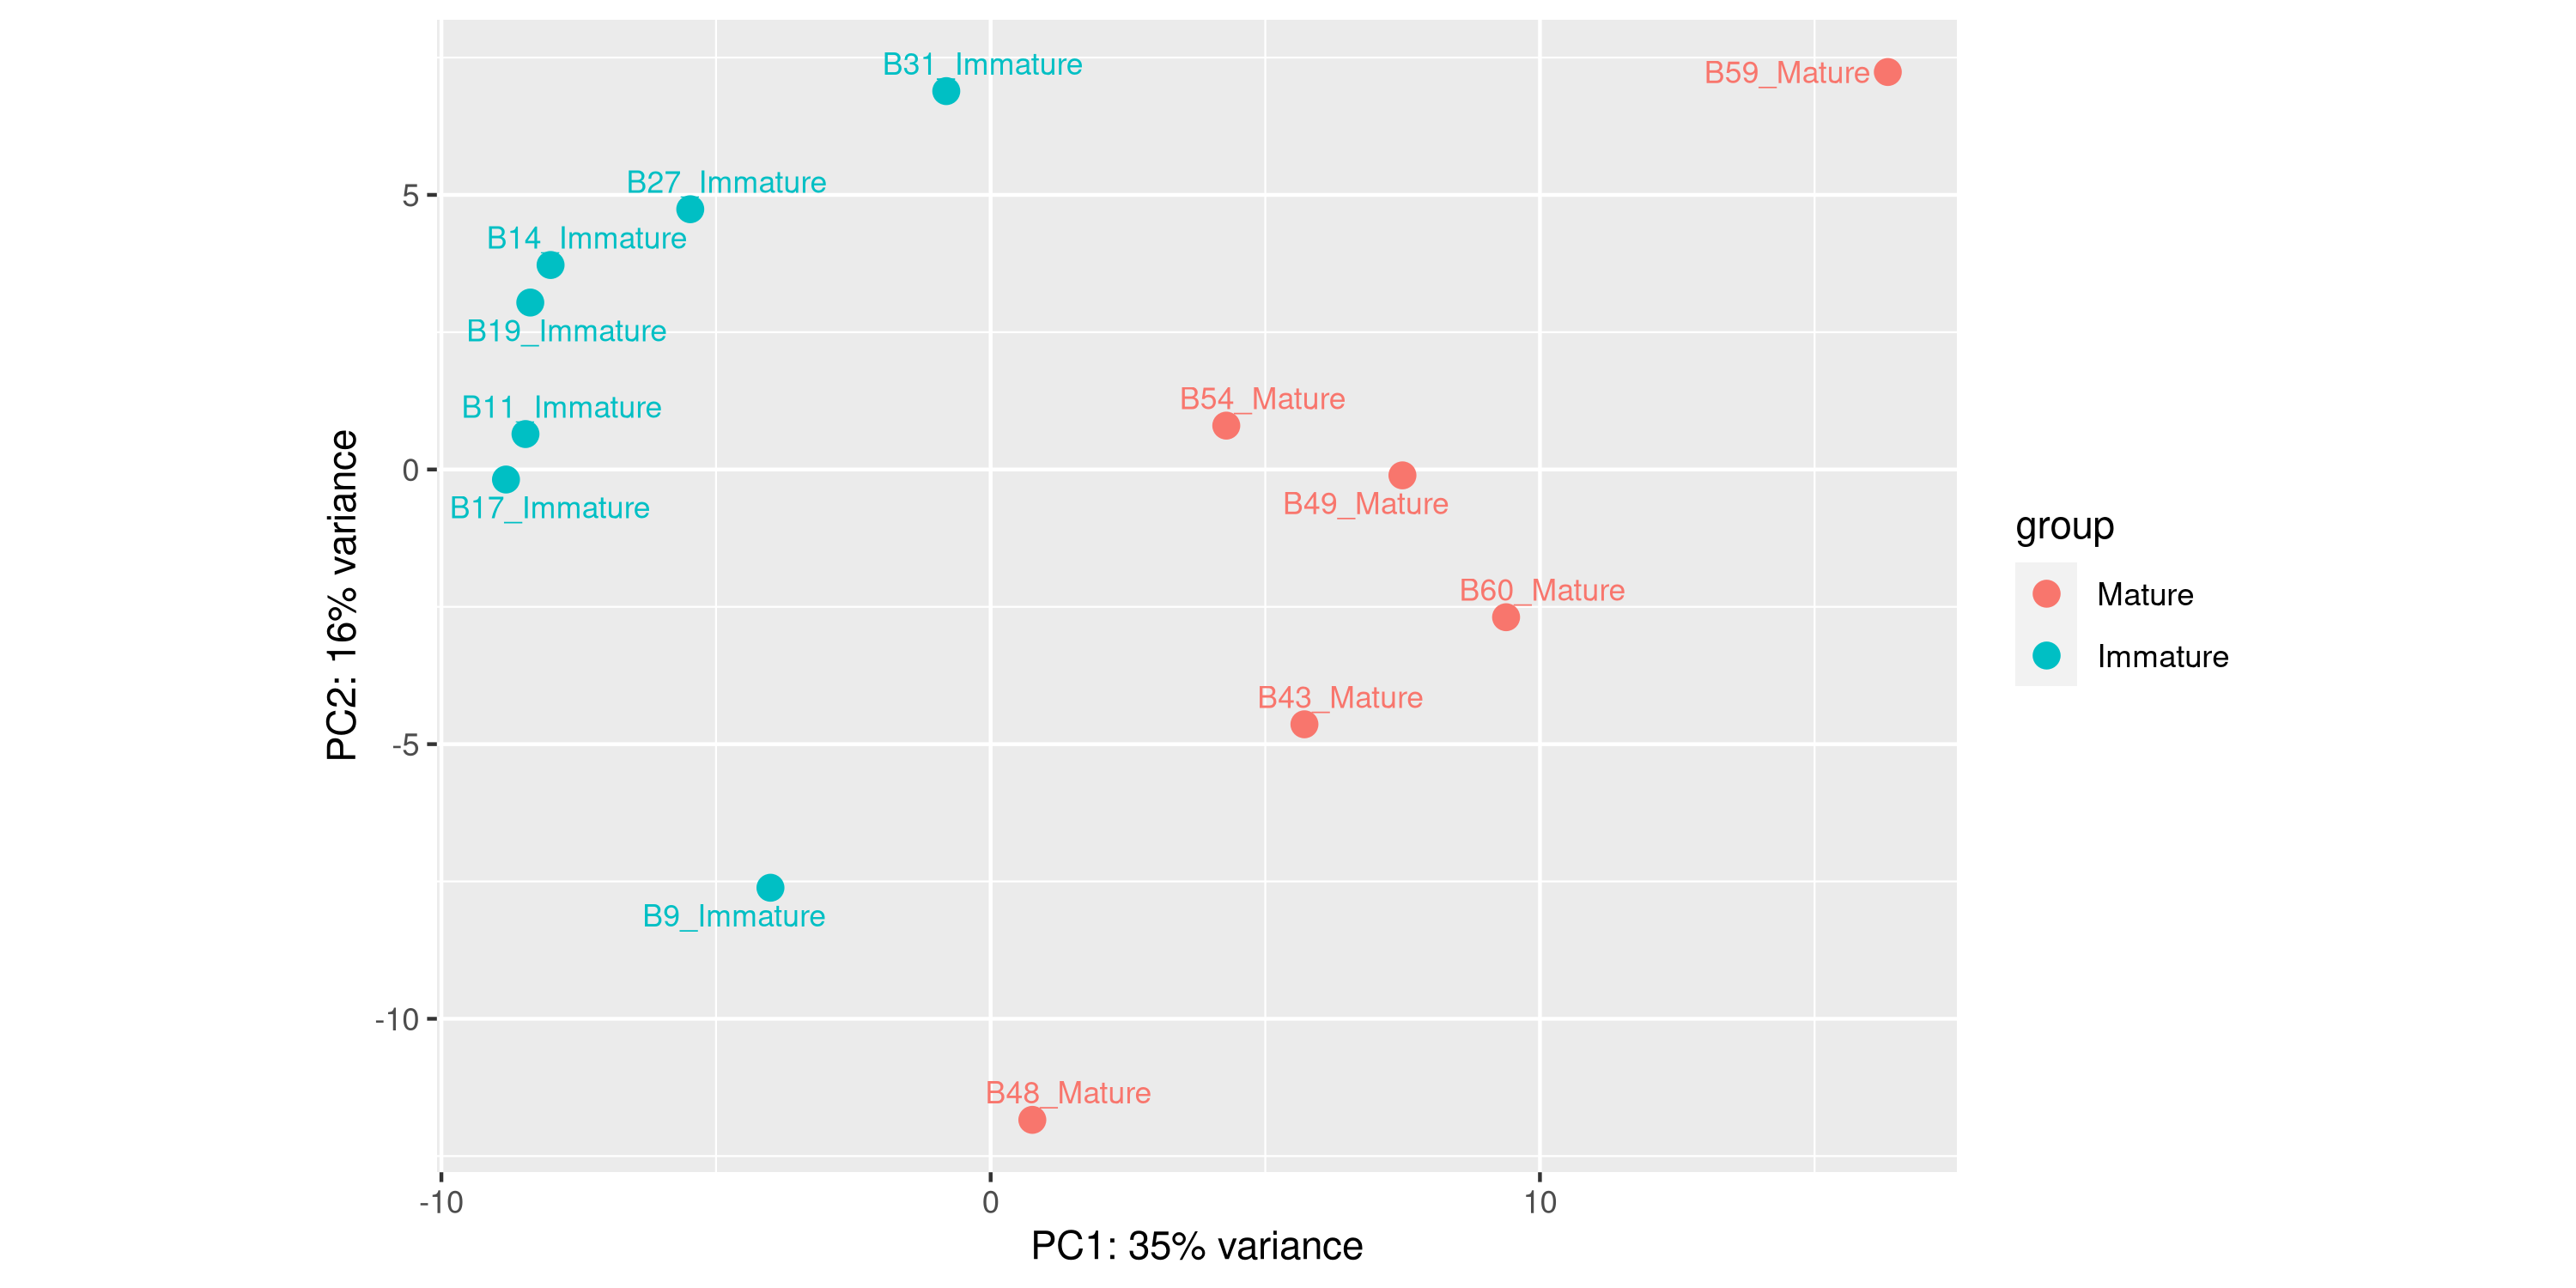 B31_Immature
B59_Mature
B27_Immature
5
B14_Immature
B19_Immature
B54_Mature
B11_Immature
0
B49_Mature
B17_Immature
PC2: 16% variance
group
B60_Mature
Mature
Immature
B43_Mature
-5
B9_Immature
-10
B48_Mature
-10
0
10
PC1: 35% variance